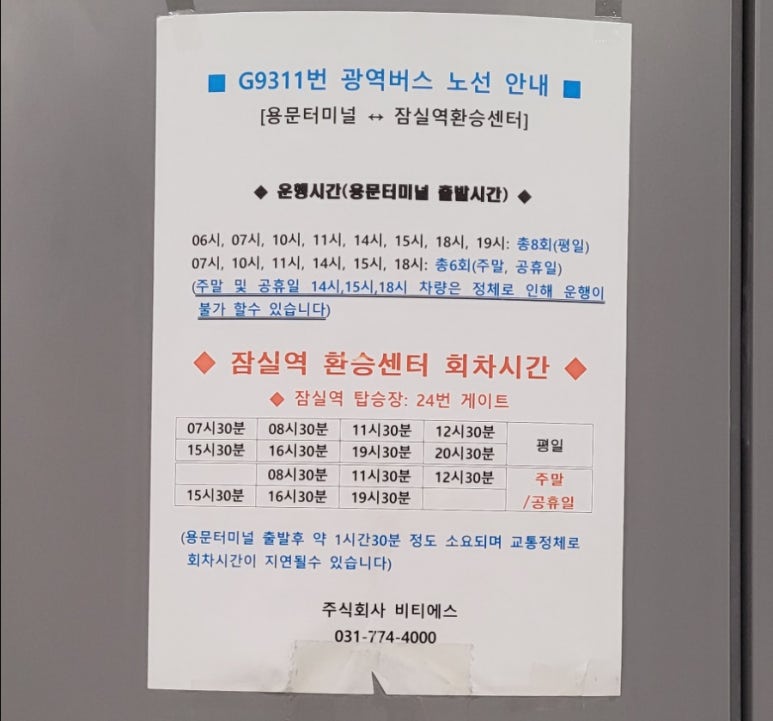 ■ G9311번 광역버스 노선 안내 ■
[용문터미널 ↔ 잠실역환승센터]
◆ 운행시간(용문터미널 출발시간) ◆
06시, 07시, 10시, 11시, 14시, 15시, 18시, 19시: 총8회(평일)
07시, 10시, 11시, 14시, 15시, 18시: 총6회(주말, 공휴일)
(주말 및 공휴일 14시,15시,18시 차량은 정체로 인해 운행이
불가 할수 있습니다)
◆ 잠실역 환승센터 회차시간 ◆
◆ 잠실역 탑승장: 24번 게이트
07시30분 08시30분 11시30분 12시30분 평일
15시30분 16시30분 19시30분 20시30분
08시30분 11시30분 12시30분 주말
15시30분 16시30분 19시30분 /공휴일
(용문터미널 출발후 약 1시간30분 정도 소요되며 교통정체로
회차시간이 지연될수 있습니다)
주식회사 비티에스
031-774-4000